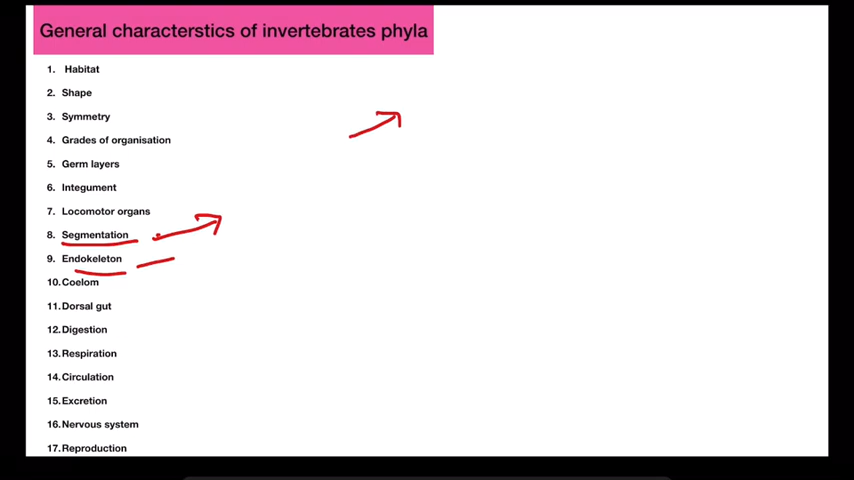 General characterstics of invertebrates phyla
1. Habitat
2. Shape
3. Symmetry
4. Grades of organisation
5. Germ layers
6. Integument
7. Locomotor organs
8. Segmentation
9. Endokeleton
10. Coelom
11. Dorsal gut
12. Digestion
13. Respiration
14. Circulation
15. Excretion
16. Nervous system
17. Reproduction